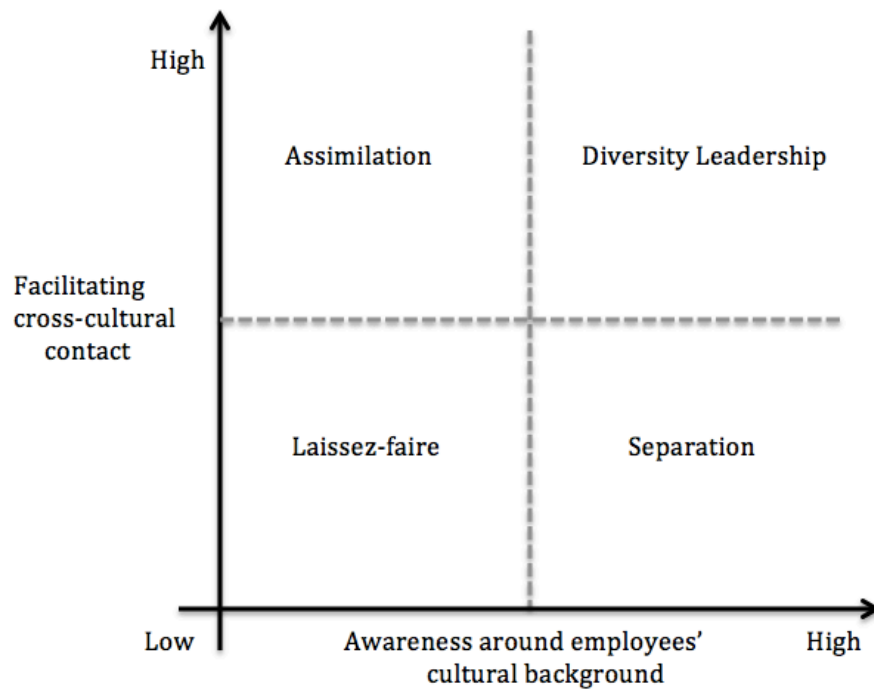 High
Assimilation
Diversity Leadership
Facilitating
cross-cultural
contact
Laissez-faire
Separation
Low
Awareness around employees’
cultural background
High